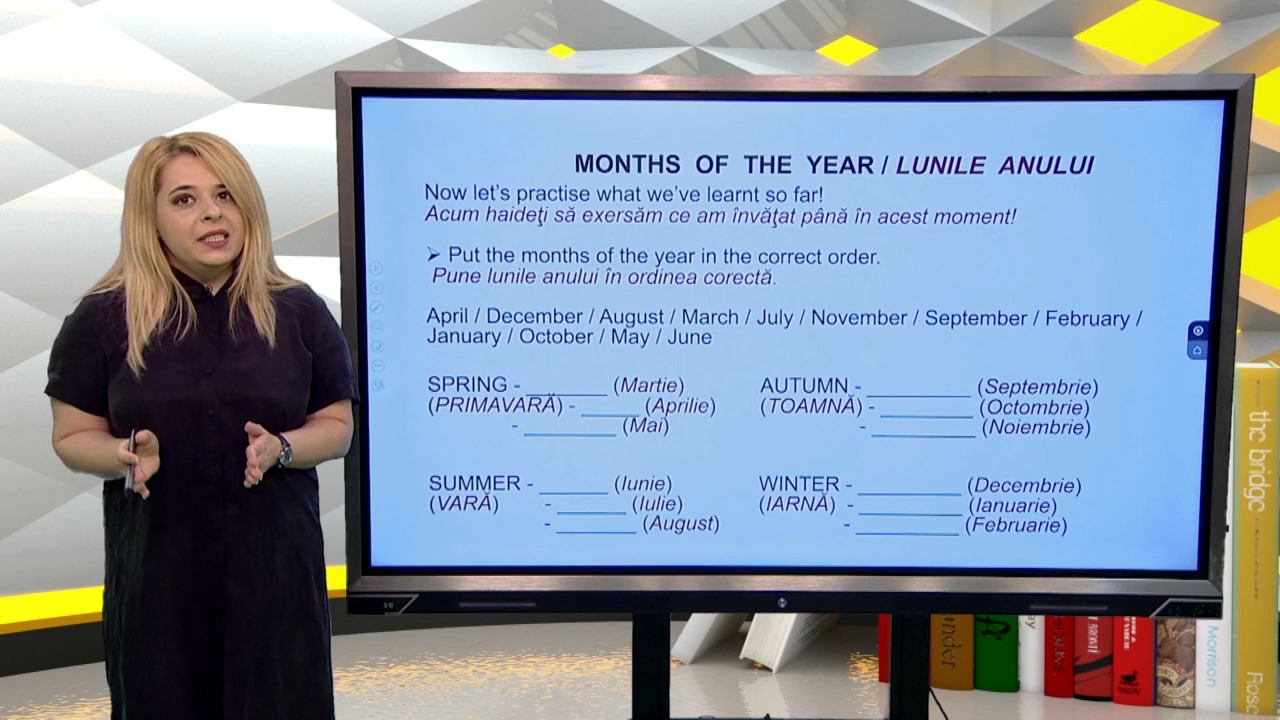 MONTHS OF THE YEAR / LUNILE ANULUI
Now let's practise what we've learnt so far!
Acum haideţi să exersăm ce am învăţat până în acest moment!
➢ Put the months of the year in the correct order.
Pune lunile anului în ordinea corectă.
April / December / August / March / July / November / September / February /
January / October / May / June
SPRING - ________ (Martie)
(PRIMAVARĂ) - ______ (Aprilie)
- _________ (Mai)
AUTUMN - __________ (Septembrie)
(TOAMNĂ) - _________ (Octombrie)
- __________ (Noiembrie)
SUMMER - _______ (Iunie)
(VARĂ) - _______ (Iulie)
- ________ (August)
WINTER - __________ (Decembrie)
(IARNĂ) - __________ (Ianuarie)
- __________ (Februarie)
the bridge
Morrison